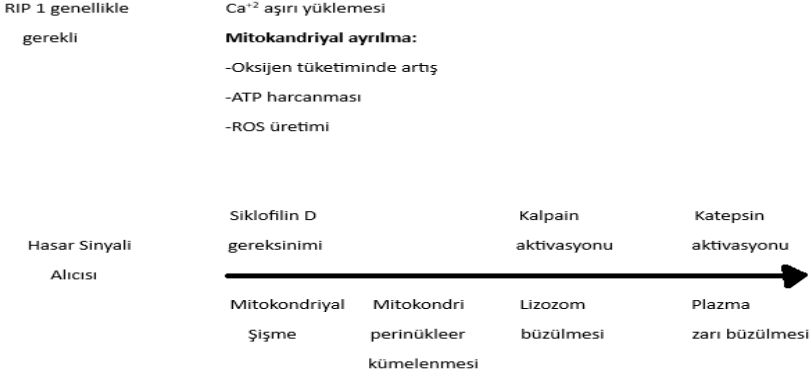 RIP 1 genellikle
gerekli
Ca⁺² aşırı yüklemesi
Mitokandriyal ayrılma:
-Oksijen tüketiminde artış
-ATP harcanması
-ROS üretimi
Hasar Sinyali
Alıcısı
Siklofilin D
gereksinimi
Kalpain
aktivasyonu
Katepsin
aktivasyonu
Mitokondriyal
Şişme
Mitokondri
perinükleer
kümelenmesi
Lizozom
büzülmesi
Plazma
zarı büzülmesi